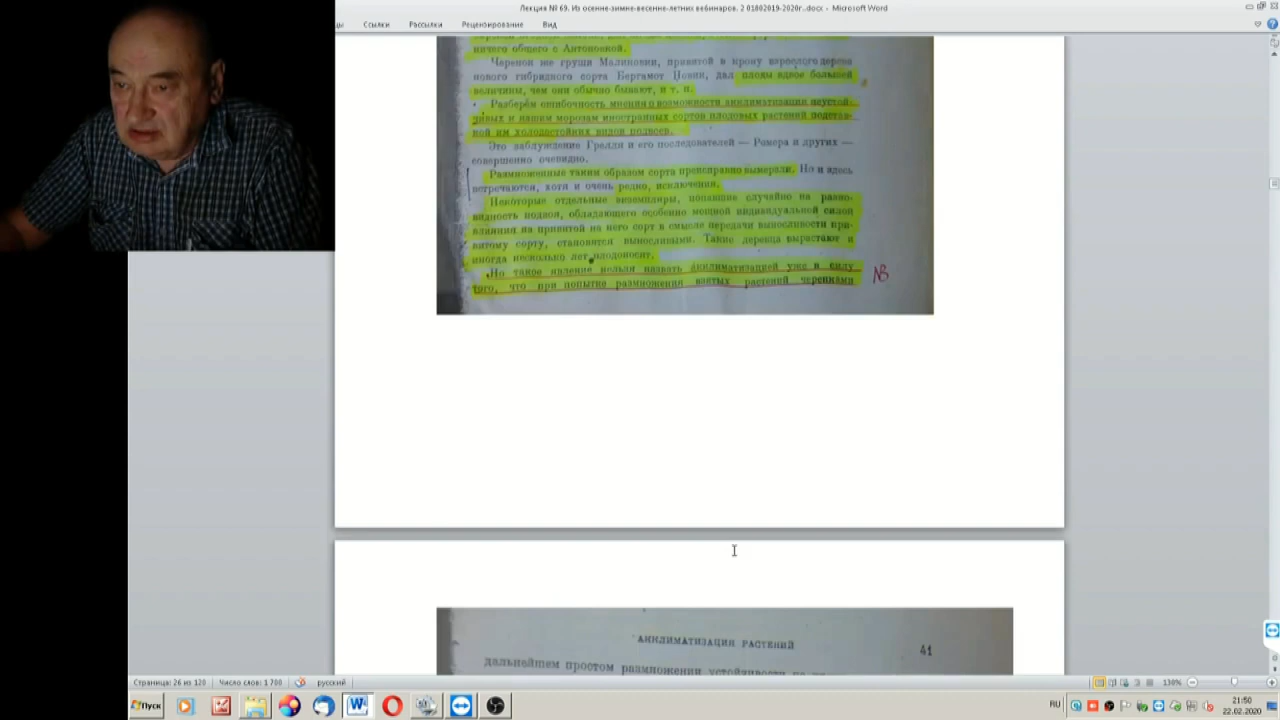 Лекция № 69. Из осенне-зимне-весенне-летних вебинаров. 2 01802019-2020г..docx - Microsoft Word
Ссылки Рассылки Рецензирование Вид
ничего общего с Антоновкой.
Черенок же груши Малиновки, привитой в крону взрослого дерева
нового гибридного сорта Бергамот Новик, дал плоды вдвое большей
величины, чем они обычно бывают, и т. п.
Разберём ошибочность мнения о возможности акклиматизации неустой-
чивых к нашим морозам иностранных сортов плодовых растений подстав-
кой им холодостойких видов подвоев.
Это заблуждение Грелля и его последователей — Ромера и других —
совершенно очевидно.
Размноженные таким образом сорта преисправно вымерзли. Но и здесь
встречаются, хотя и очень редко, исключения.
Некоторые отдельные экземпляры, попавшие случайно на разно-
видность подвоя, обладающего особенно мощной индивидуальной силой
влияния на привитой на него сорт в смысле передачи выносливости при-
витому сорту, становятся выносливыми. Такие деревца вырастают и
иногда несколько лет плодоносят.
Но такое явление нельзя назвать акклиматизацией уже в силу
того, что при попытке размножения взятых растений черенками
NB
АККЛИМАТИЗАЦИЯ РАСТЕНИЙ 41
дальнейшем простом размножении устойчивости
Страница: 26 из 120 Число слов: 1 700 русский 138%
Пуск RU 21:50
22.02.2020